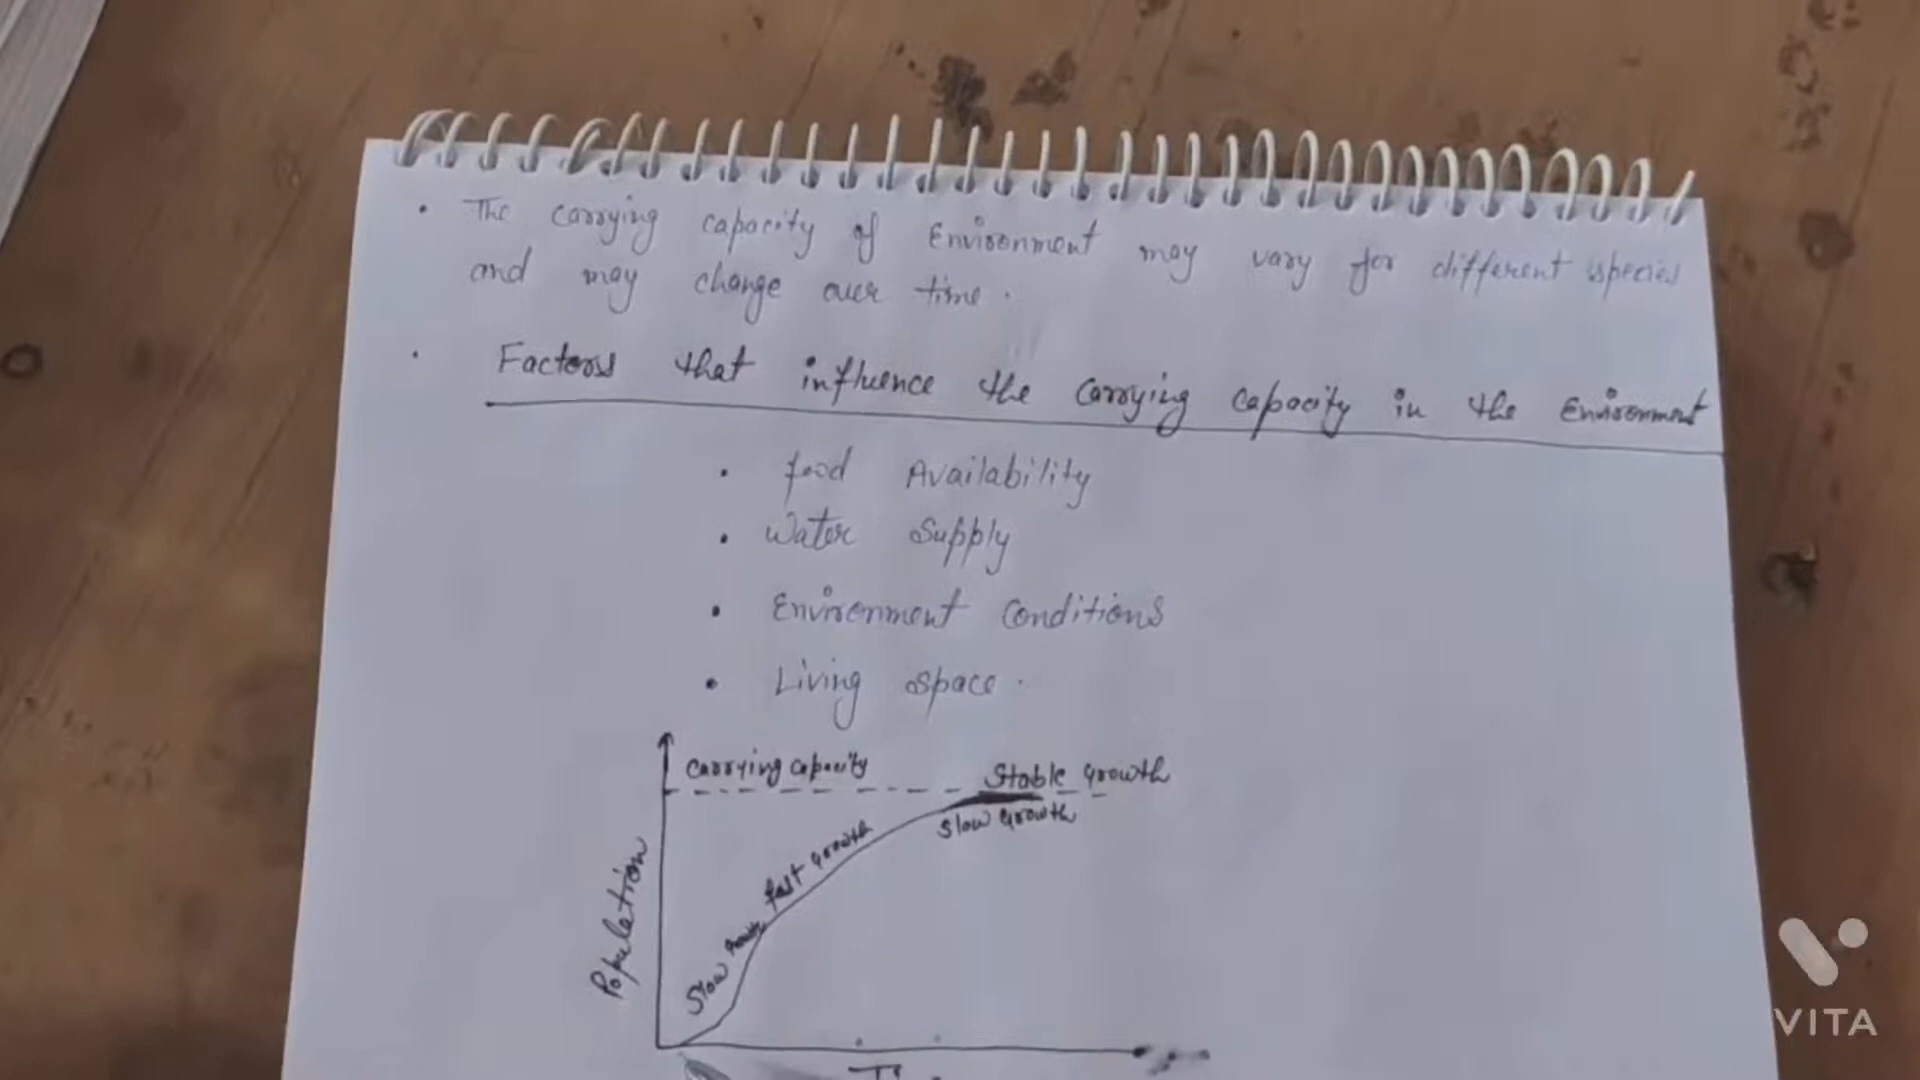 • The carrying capacity of Environment may vary for different species
and may change over time.
• Factors that influence the carrying capacity in the Environment
• food Availability
• Water Supply
• Environment Conditions
• Living space.
carrying capacity
Stable growth
Slow growth
fast growth
Slow growth
Population
VITA